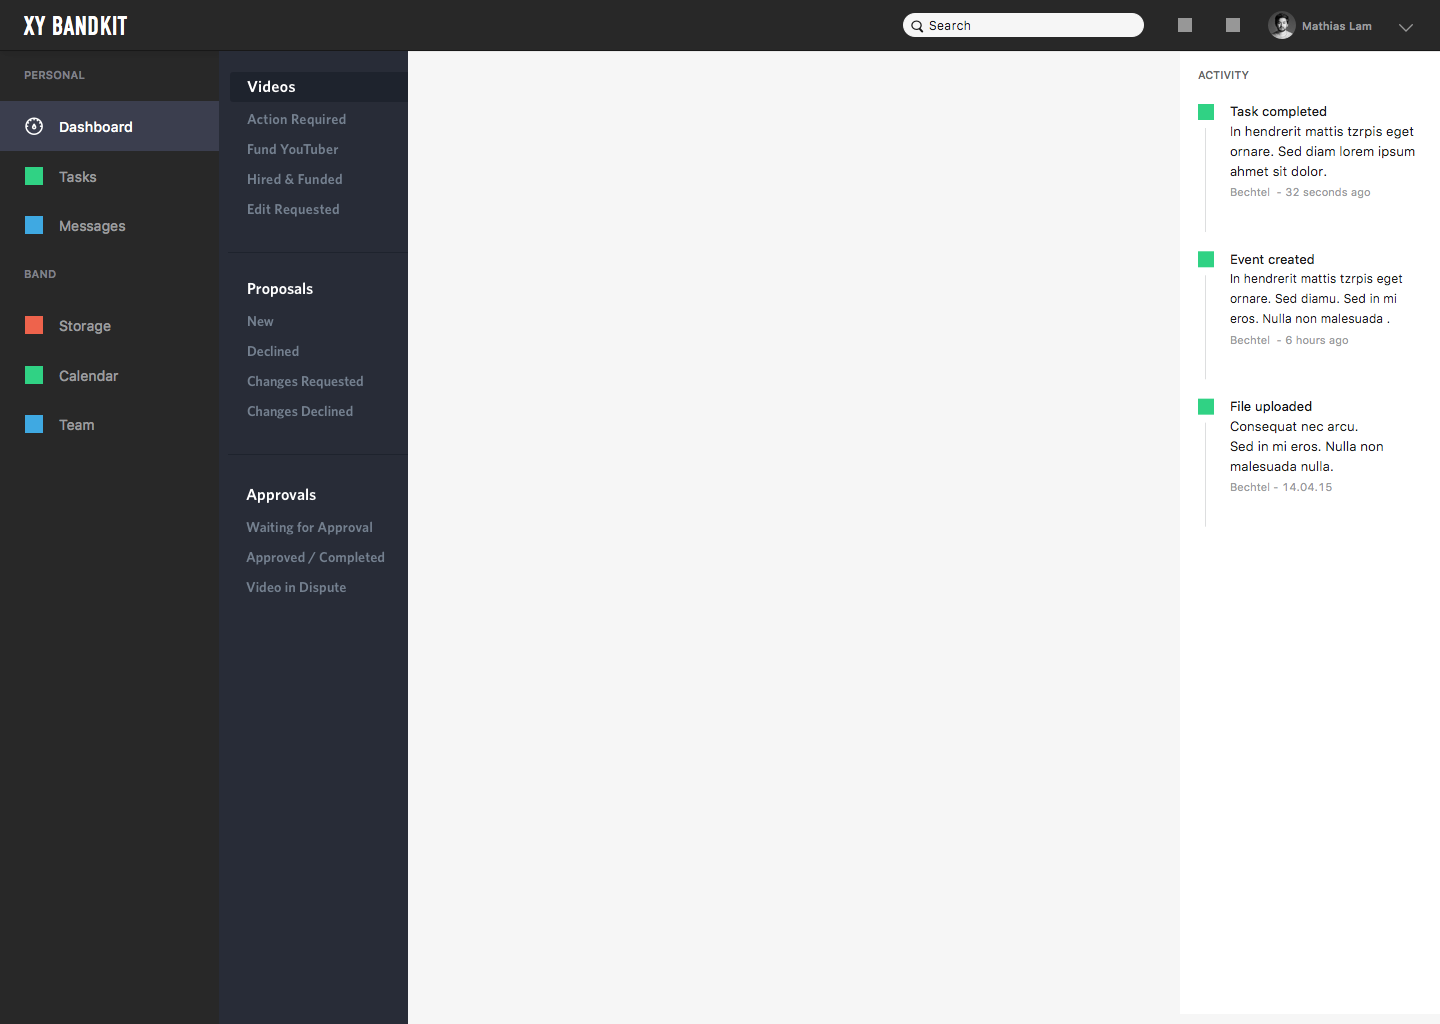 XY BANDKIT
Search
Mathias Lam
PERSONAL
Dashboard
Tasks
Messages
BAND
Storage
Calendar
Team
Videos
Action Required
Fund YouTuber
Hired & Funded
Edit Requested
Proposals
New
Declined
Changes Requested
Changes Declined
Approvals
Waiting for Approval
Approved / Completed
Video in Dispute
ACTIVITY
Task completed
In hendrerit mattis tzrpis eget
ornare. Sed diam lorem ipsum
ahmet sit dolor.
Bechtel - 32 seconds ago
Event created
In hendrerit mattis tzrpis eget
ornare. Sed diamu. Sed in mi
eros. Nulla non malesuada .
Bechtel - 6 hours ago
File uploaded
Consequat nec arcu.
Sed in mi eros. Nulla non
malesuada nulla.
Bechtel - 14.04.15